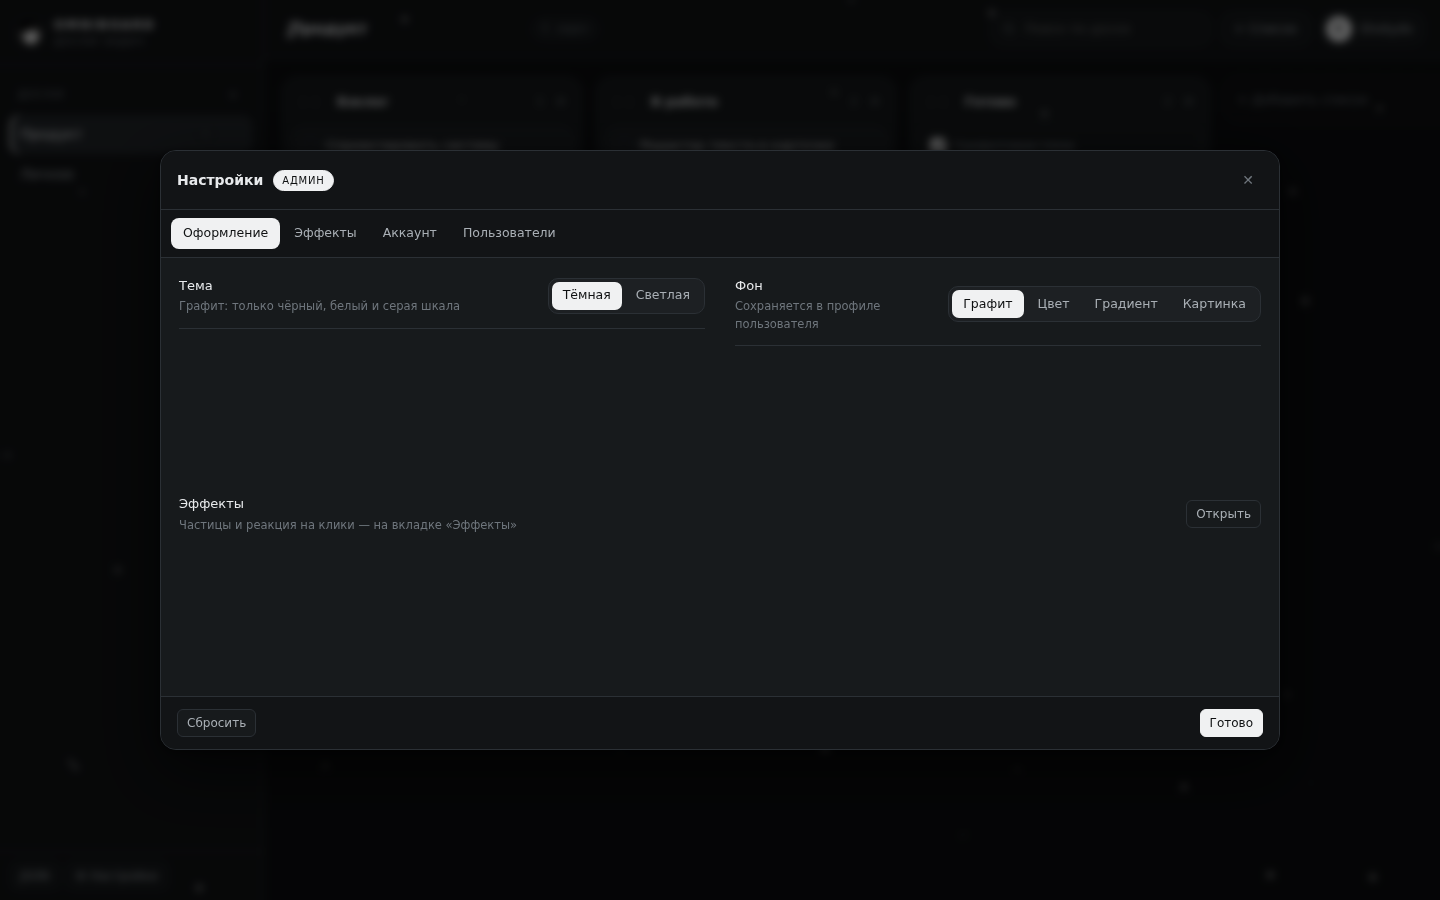 Настройки АДМИН ✕
Оформление Эффекты Аккаунт Пользователи
Тема
Графит: только чёрный, белый и серая шкала
Тёмная Светлая
Фон
Сохраняется в профиле
пользователя
Графит Цвет Градиент Картинка
Эффекты
Частицы и реакция на клики — на вкладке «Эффекты»
Открыть
Сбросить
Готово